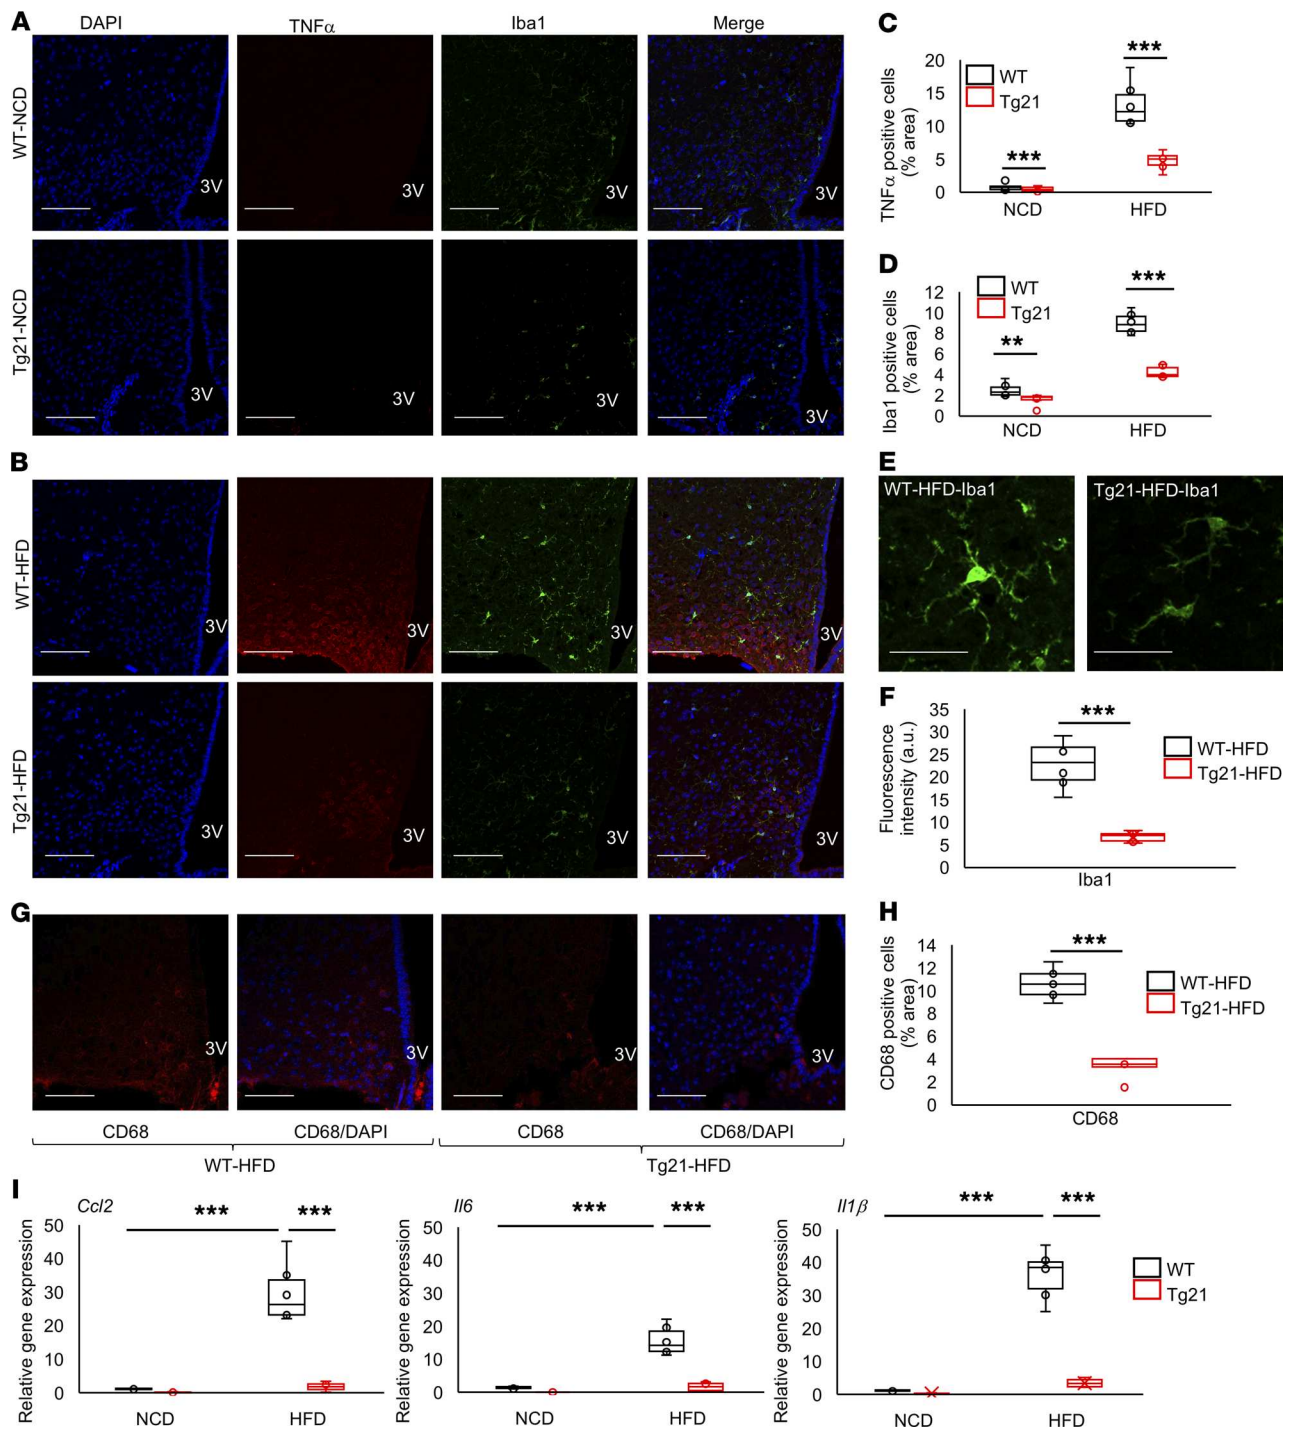 A
DAPI
TNFα
Iba1
Merge
WT-NCD
3V
3V
3V
3V
Tg21-NCD
3V
3V
3V
3V
B
WT-HFD
3V
3V
3V
3V
Tg21-HFD
3V
3V
3V
3V
C
TNFα positive cells
(% area)
20
15
10
5
0
WT
Tg21
***
***
NCD
HFD
D
Iba1 positive cells
(% area)
12
10
8
6
4
2
0
WT
Tg21
**
***
NCD
HFD
E
WT-HFD-Iba1
Tg21-HFD-Iba1
F
Fluorescence
intensity (a.u.)
35
30
25
20
15
10
5
0
***
WT-HFD
Tg21-HFD
Iba1
G
3V
3V
3V
3V
CD68
CD68/DAPI
CD68
CD68/DAPI
WT-HFD
Tg21-HFD
H
CD68 positive cells
(% area)
14
12
10
8
6
4
2
0
***
WT-HFD
Tg21-HFD
CD68
I
Ccl2
Relative gene expression
50
40
30
20
10
0
***
***
NCD
HFD
Il6
Relative gene expression
50
40
30
20
10
0
***
***
NCD
HFD
Il1β
Relative gene expression
50
40
30
20
10
0
***
***
NCD
HFD
WT
Tg21